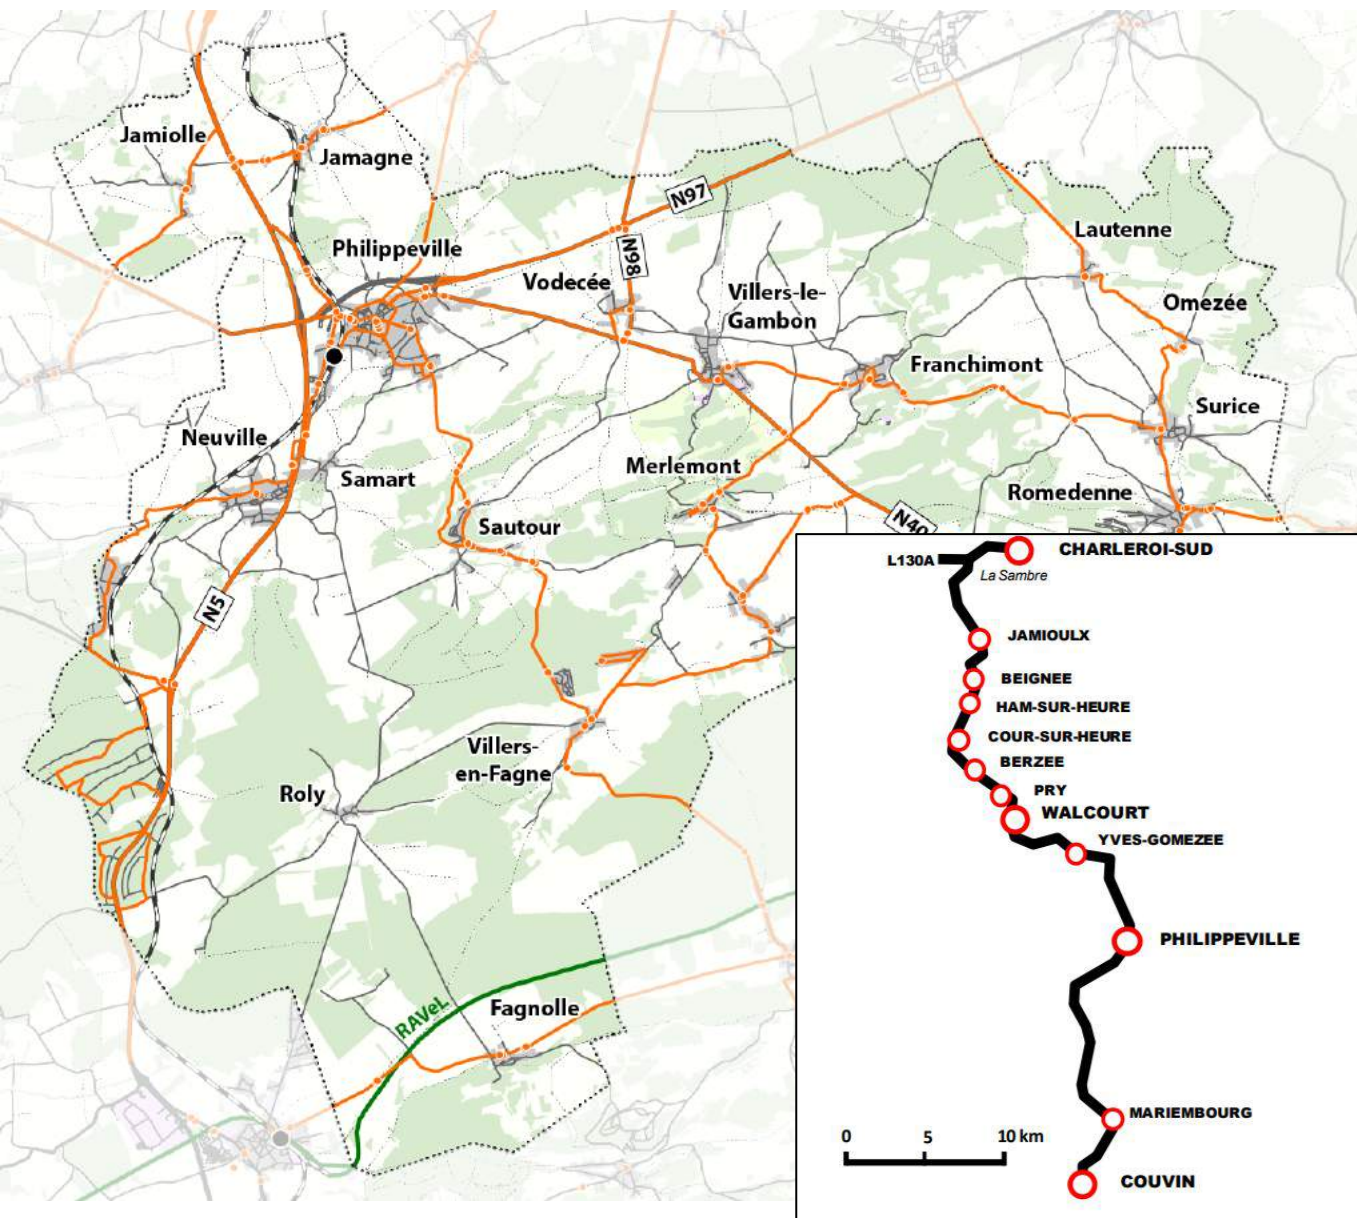 Jamiolle
Jamagne
N97
Lautenne
Philippeville
N98
Vodecée
Villers-le-
Gambon
Omezée
Franchimont
Surice
Neuville
Samart
Merlemont
Romedenne
Sautour
N40
N5
Villers-
en-Fagne
Roly
Fagnolle
RAVeL
CHARLEROI-SUD
L130A
La Sambre
JAMIOULX
BEIGNEE
HAM-SUR-HEURE
COUR-SUR-HEURE
BERZEE
PRY
WALCOURT
YVES-GOMEZEE
PHILIPPEVILLE
MARIEMBOURG
0 5 10 km
COUVIN